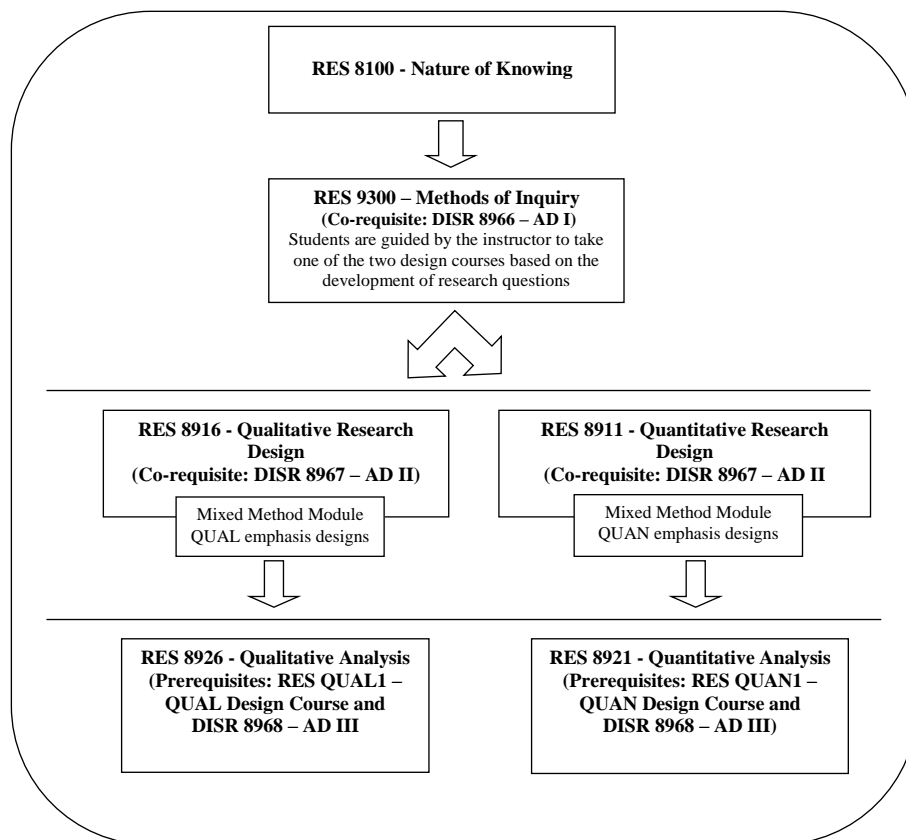 RES 8100 - Nature of Knowing
RES 9300 – Methods of Inquiry
(Co-requisite: DISR 8966 – AD I)
Students are guided by the instructor to take
one of the two design courses based on the
development of research questions
RES 8916 - Qualitative Research
Design
(Co-requisite: DISR 8967 – AD II)
Mixed Method Module
QUAL emphasis designs
RES 8911 - Quantitative Research
Design
(Co-requisite: DISR 8967 – AD II
Mixed Method Module
QUAN emphasis designs
RES 8926 - Qualitative Analysis
(Prerequisites: RES QUAL1 –
QUAL Design Course and
DISR 8968 – AD III
RES 8921 - Quantitative Analysis
(Prerequisites: RES QUAN1 –
QUAN Design Course and
DISR 8968 – AD III)